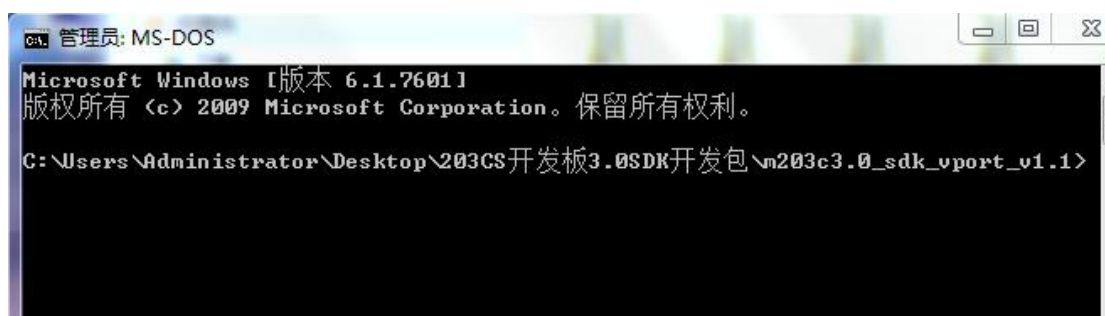 管理员: MS-DOS
Microsoft Windows [版本 6.1.7601]
版权所有 (c) 2009 Microsoft Corporation。保留所有权利。
C:\Users\Administrator\Desktop\203CS开发板3.0SDK开发包\m203c3.0_sdk_vport_v1.1>